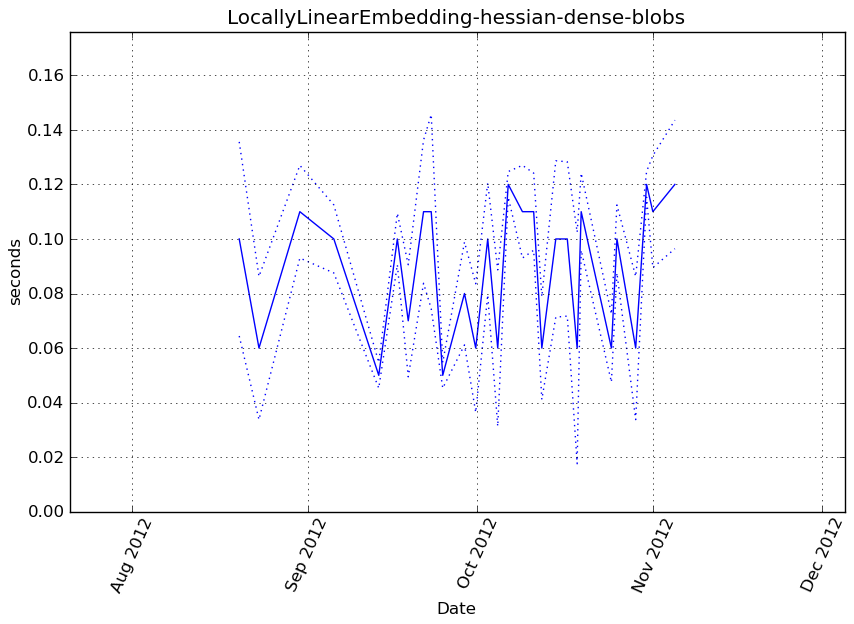 LocallyLinearEmbedding-hessian-dense-blobs
0.16
0.14
0.12
0.10
0.08
0.06
0.04
0.02
0.00
seconds
Aug 2012
Sep 2012
Oct 2012
Nov 2012
Dec 2012
Date